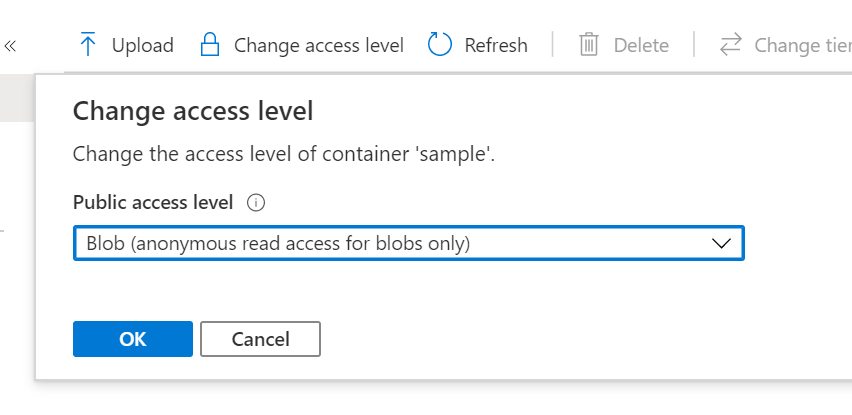 « Upload Change access level Refresh Delete Change tier
Change access level
Change the access level of container 'sample'.
Public access level
Blob (anonymous read access for blobs only)
OK Cancel